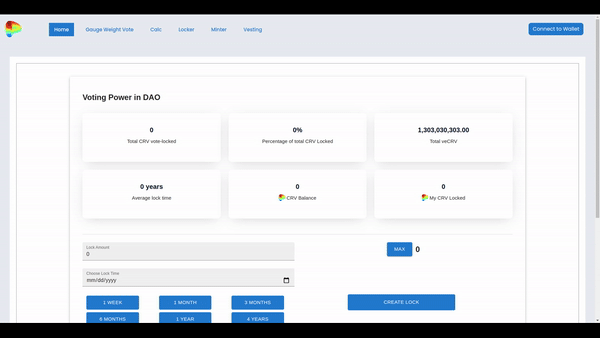 Home
Gauge Weight Vote
Calc
Locker
Minter
Vesting
Connect to Wallet
Voting Power in DAO
0
Total CRV vote-locked
0%
Percentage of total CRV Locked
1,303,030,303.00
Total veCRV
0 years
Average lock time
0
CRV Balance
0
My CRV Locked
Lock Amount
0
MAX 0
Choose Lock Time
mm/dd/yyyy
1 WEEK
1 MONTH
3 MONTHS
CREATE LOCK
6 MONTHS
1 YEAR
4 YEARS